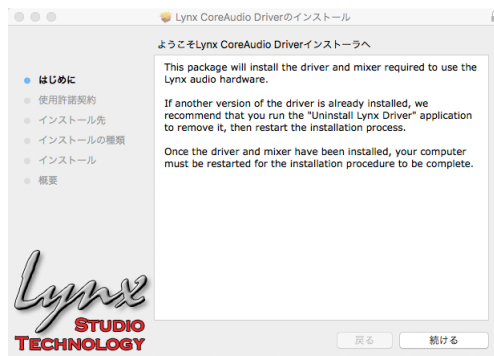 Lynx CoreAudio Driverのインストール
ようこそLynx CoreAudio Driverインストーラへ
はじめに
使用許諾契約
インストール先
インストールの種類
インストール
概要
This package will install the driver and mixer required to use the
Lynx audio hardware.
If another version of the driver is already installed, we
recommend that you run the "Uninstall Lynx Driver" application
to remove it, then restart the installation process.
Once the driver and mixer have been installed, your computer
must be restarted for the installation procedure to be complete.
Lynx
STUDIO
TECHNOLOGY
戻る
続ける